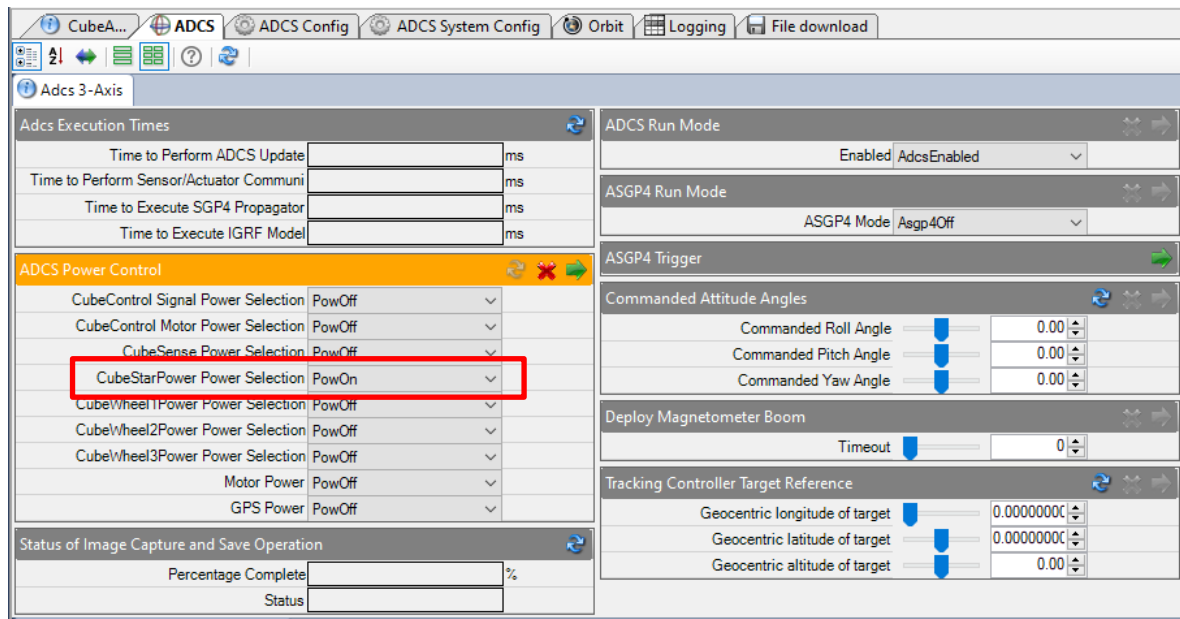 CubeA... ADCS ADCS Config ADCS System Config Orbit Logging File download
Adcs 3-Axis
Adcs Execution Times
Time to Perform ADCS Update ms
Time to Perform Sensor/Actuator Communi ms
Time to Execute SGP4 Propagator ms
Time to Execute IGRF Model ms
ADCS Power Control
CubeControl Signal Power Selection PowOff
CubeControl Motor Power Selection PowOff
CubeSense Power Selection PowOff
CubeStarPower Power Selection PowOn
CubeWheel1Power Power Selection PowOff
CubeWheel2Power Power Selection PowOff
CubeWheel3Power Power Selection PowOff
Motor Power PowOff
GPS Power PowOff
Status of Image Capture and Save Operation
Percentage Complete %
Status
ADCS Run Mode
Enabled AdcsEnabled
ASGP4 Run Mode
ASGP4 Mode Asgp4Off
ASGP4 Trigger
Commanded Attitude Angles
Commanded Roll Angle 0.00
Commanded Pitch Angle 0.00
Commanded Yaw Angle 0.00
Deploy Magnetometer Boom
Timeout 0
Tracking Controller Target Reference
Geocentric longitude of target 0.00000000
Geocentric latitude of target 0.00000000
Geocentric altitude of target 0.00